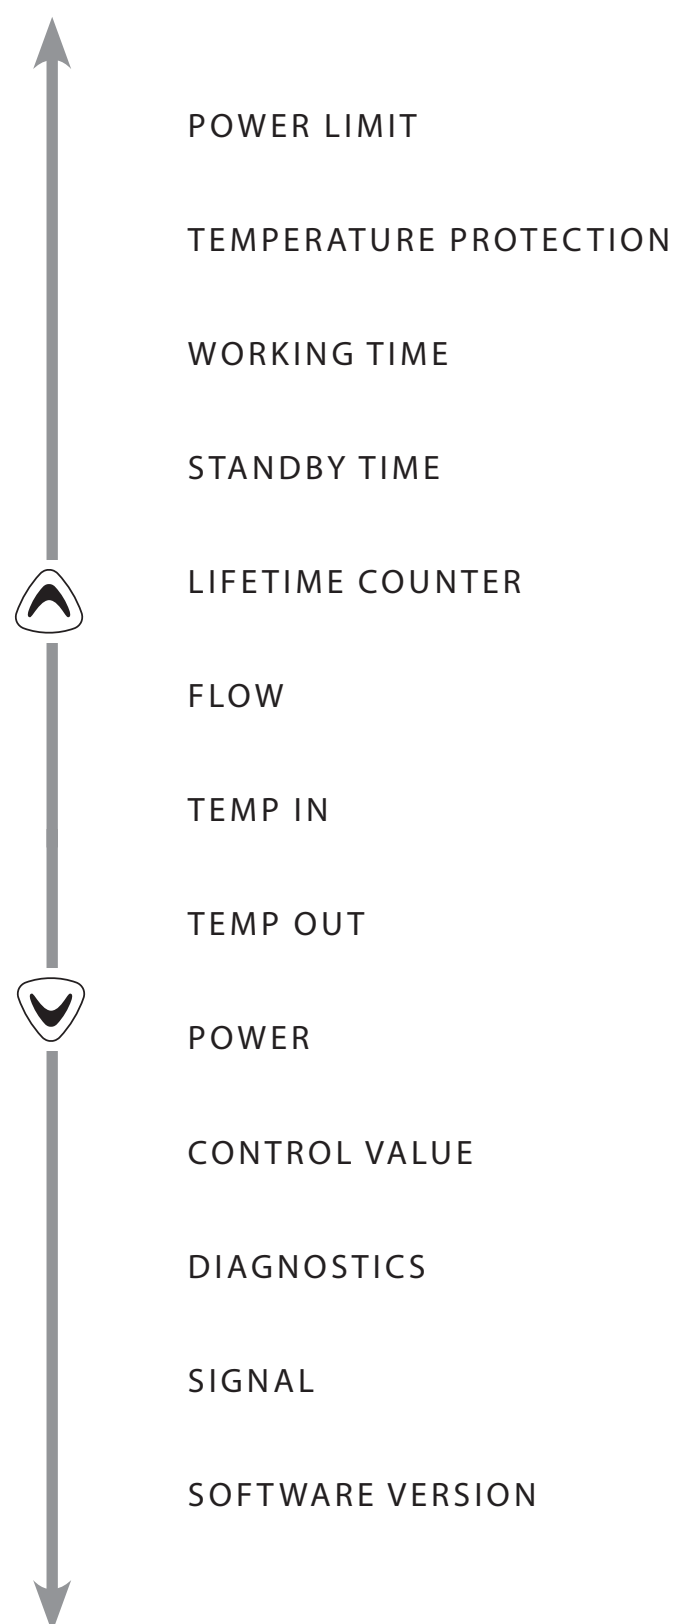 POWER LIMIT
TEMPERATURE PROTECTION
WORKING TIME
STANDBY TIME
LIFETIME COUNTER
FLOW
TEMP IN
TEMP OUT
POWER
CONTROL VALUE
DIAGNOSTICS
SIGNAL
SOFTWARE VERSION